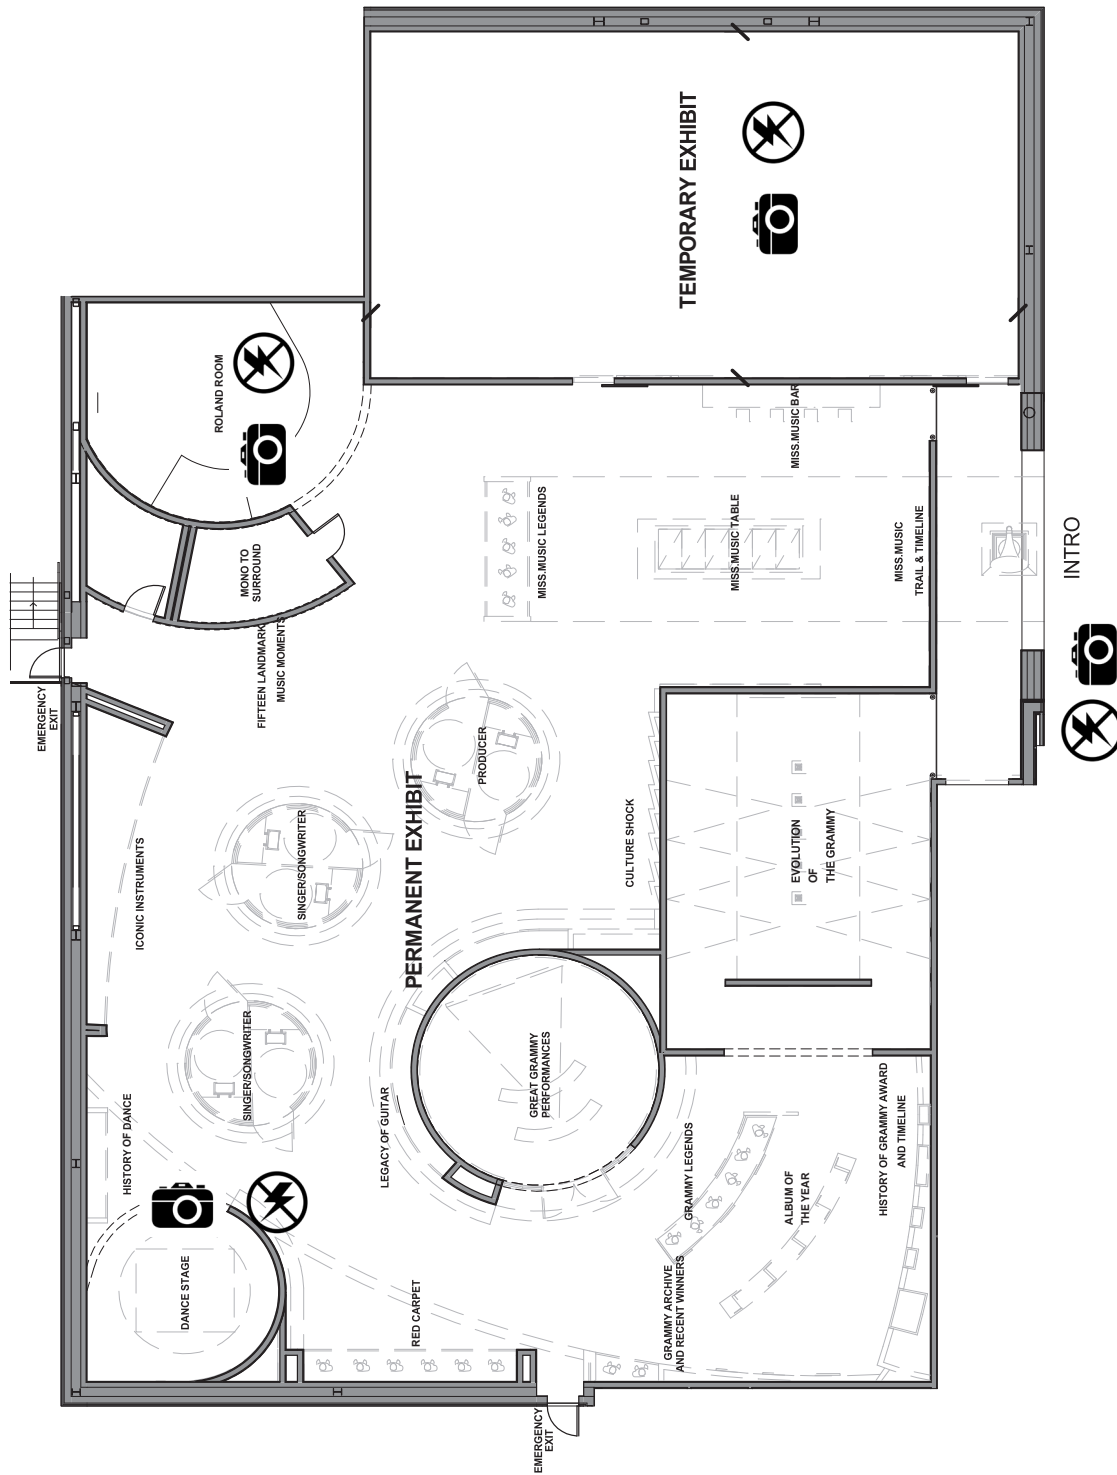 EMERGENCY
EXIT
ICONIC INSTRUMENTS
HISTORY OF DANCE
DANCE STAGE
ROLAND ROOM
MONO TO
SURROUND
FIFTEEN LANDMARK
MUSIC MOMENTS
SINGER/SONGWRITER
SINGER/SONGWRITER
PRODUCER
PERMANENT EXHIBIT
LEGACY OF GUITAR
RED CARPET
EMERGENCY
EXIT
GREAT GRAMMY
PERFORMANCES
CULTURE SHOCK
MISS.MUSIC LEGENDS
TEMPORARY EXHIBIT
MISS.MUSIC BAR
MISS.MUSIC TABLE
MISS.MUSIC
TRAIL & TIMELINE
EVOLUTION
OF
THE GRAMMY
GRAMMY LEGENDS
GRAMMY ARCHIVE
AND RECENT WINNERS
ALBUM OF
THE YEAR
HISTORY OF GRAMMY AWARD
AND TIMELINE
INTRO